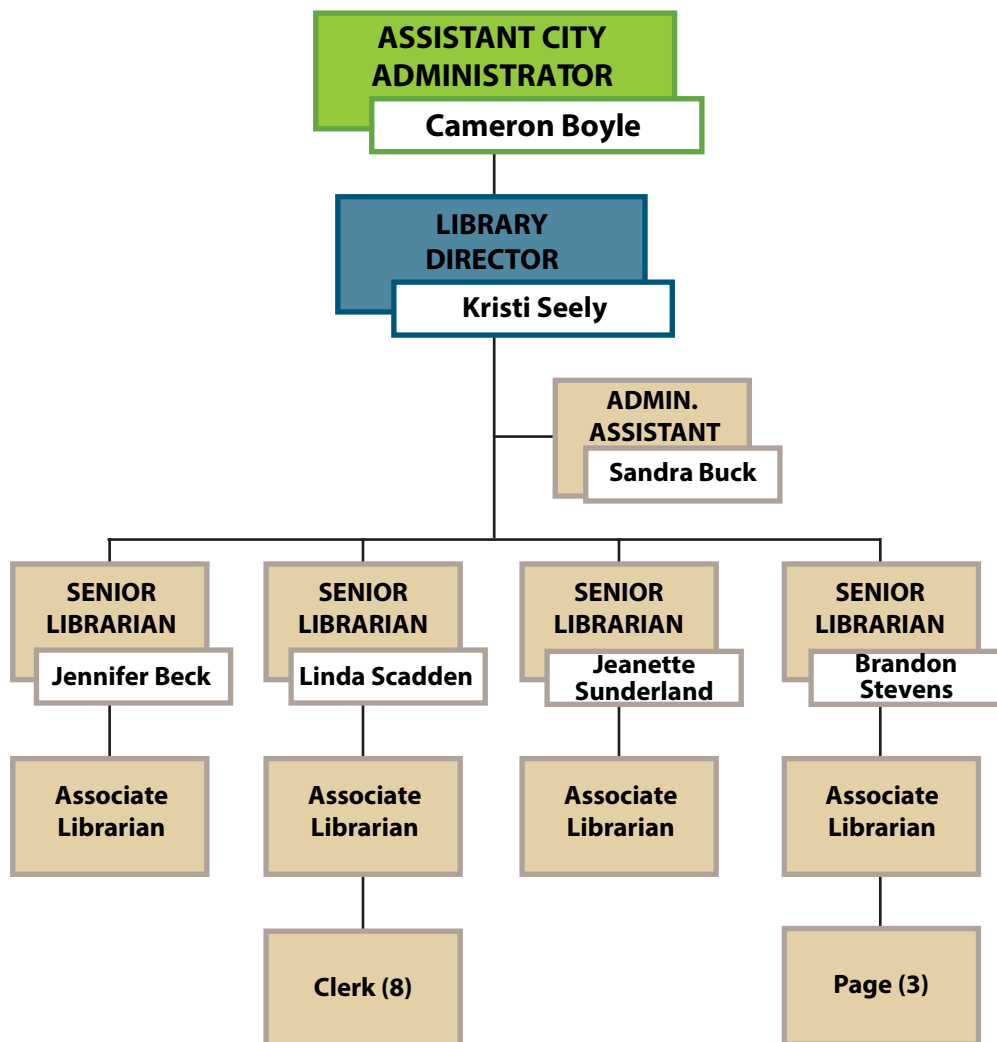 ASSISTANT CITY
ADMINISTRATOR
Cameron Boyle
LIBRARY
DIRECTOR
Kristi Seely
ADMIN.
ASSISTANT
Sandra Buck
SENIOR
LIBRARIAN
Jennifer Beck
SENIOR
LIBRARIAN
Linda Scadden
SENIOR
LIBRARIAN
Jeanette
Sunderland
SENIOR
LIBRARIAN
Brandon
Stevens
Associate
Librarian
Associate
Librarian
Associate
Librarian
Associate
Librarian
Clerk (8)
Page (3)